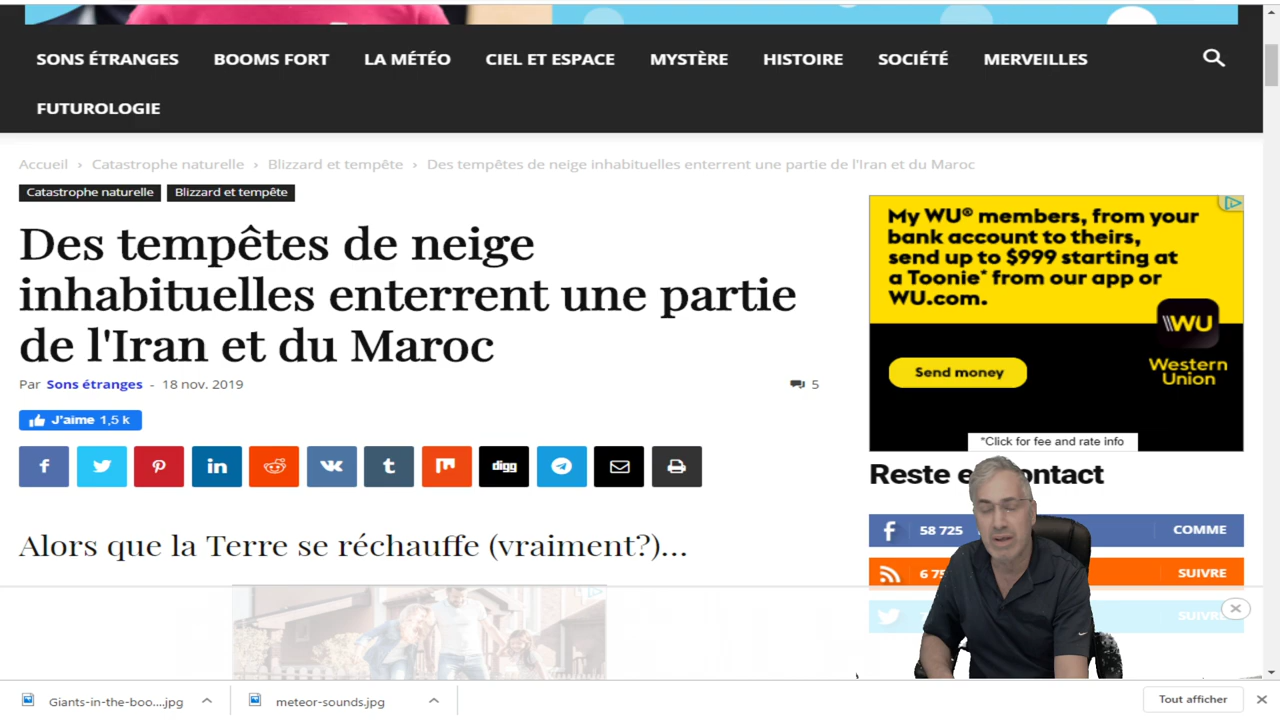 SONS ÉTRANGES BOOMS FORT LA MÉTÉO CIEL ET ESPACE MYSTÈRE HISTOIRE SOCIÉTÉ MERVEILLES
FUTUROLOGIE
Accueil › Catastrophe naturelle › Blizzard et tempête › Des tempêtes de neige inhabituelles enterrent une partie de l'Iran et du Maroc
Catastrophe naturelle Blizzard et tempête
Des tempêtes de neige
inhabituelles enterrent une partie
de l'Iran et du Maroc
Par Sons étranges - 18 nov. 2019 5
J'aime 1,5 k
digg
Alors que la Terre se réchauffe (vraiment?)...
My WU® members, from your
bank account to theirs,
send up to $999 starting at
a Toonie* from our app or
WU.com.
WU
Send money
Western
Union
*Click for fee and rate info
Reste contact
58 725 COMME
SUIVRE
SUIVRE
Giants-in-the-boo....jpg
meteor-sounds.jpg
Tout afficher